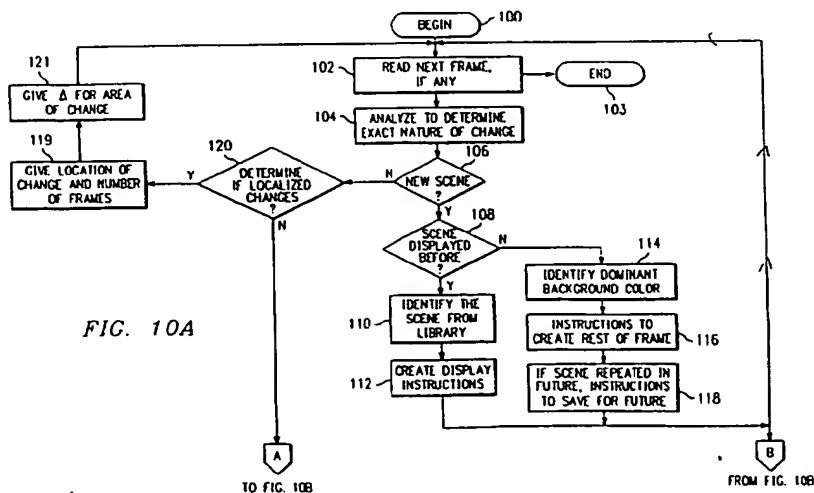 BEGIN
100
102
READ NEXT FRAME,
IF ANY
END
103
104
ANALYZE TO DETERMINE
EXACT NATURE OF CHANGE
121
GIVE Δ FOR AREA
OF CHANGE
119
GIVE LOCATION OF
CHANGE AND NUMBER
OF FRAMES
Y
120
DETERMINE
IF LOCALIZED
CHANGES
?
N
N
106
NEW SCENE
?
Y
108
SCENE
DISPLAYED
BEFORE
?
N
Y
110
IDENTIFY THE
SCENE FROM
LIBRARY
112
CREATE DISPLAY
INSTRUCTIONS
114
IDENTIFY DOMINANT
BACKGROUND COLOR
INSTRUCTIONS TO
CREATE REST OF FRAME
116
IF SCENE REPEATED IN
FUTURE, INSTRUCTIONS
TO SAVE FOR FUTURE
118
FIG. 10A
A
TO FIG. 10B
B
FROM FIG. 10B